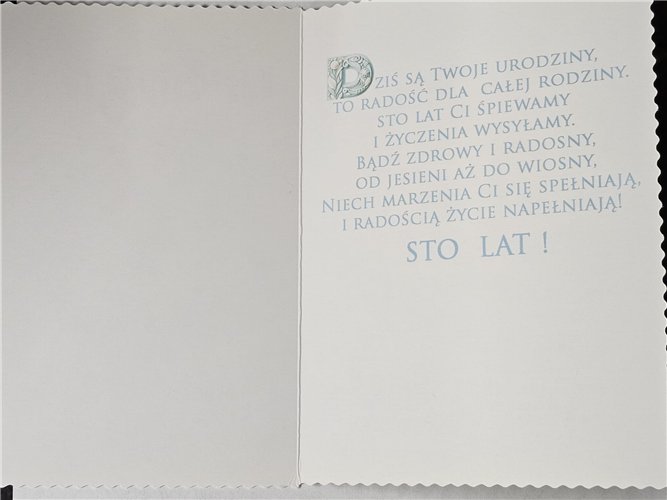 Dziś są Twoje urodziny,
to radość dla całej rodziny.
Sto lat Ci śpiewamy
i życzenia wysyłamy.
Bądź zdrowy i radosny,
od jesieni aż do wiosny,
Niech marzenia Ci się spełniają,
i radością życie napełniają!
STO LAT !